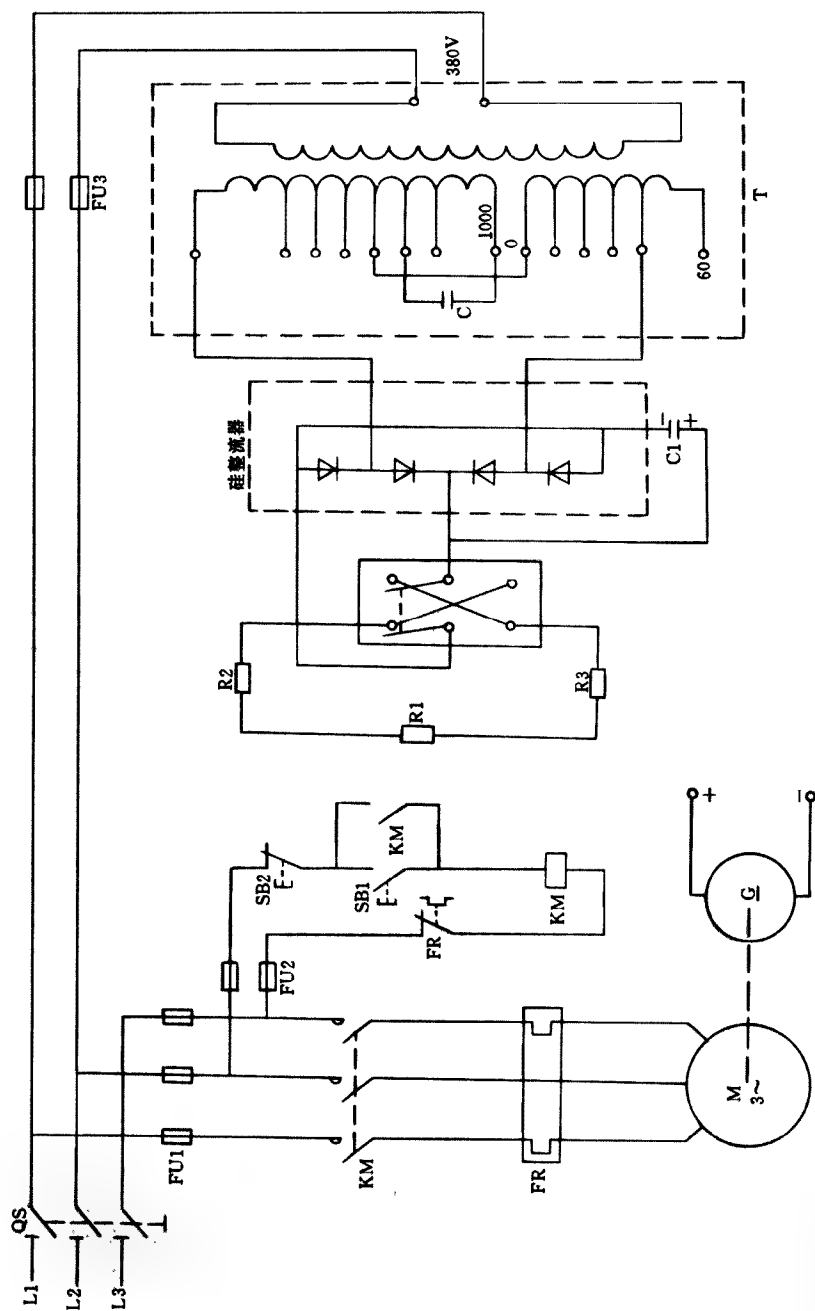 380V
FU3
T
1000
0
60
C
硅整流器
C1
−
+
R2
R1
R3
SB2
SB1
KM
KM
FR
FU2
+
−
G
M
3~
FU1
KM
FR
QS
L1
L2
L3